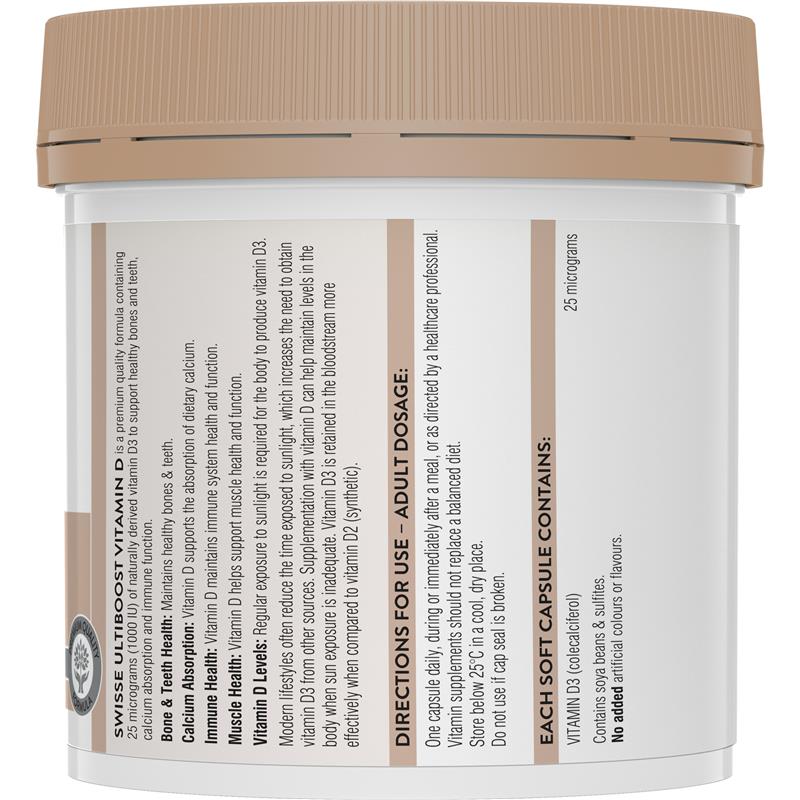 SWISSE ULTIBOOST VITAMIN D is a premium quality formula containing
25 micrograms (1000 IU) of naturally derived vitamin D3 to support healthy bones and teeth,
calcium absorption and immune function.
Bone & Teeth Health: Maintains healthy bones & teeth.
Calcium Absorption: Vitamin D supports the absorption of dietary calcium.
Immune Health: Vitamin D maintains immune system health and function.
Muscle Health: Vitamin D helps support muscle health and function.
Vitamin D Levels: Regular exposure to sunlight is required for the body to produce vitamin D3.
Modern lifestyles often reduce the time exposed to sunlight, which increases the need to obtain
vitamin D3 from other sources. Supplementation with vitamin D can help maintain levels in the
body when sun exposure is inadequate. Vitamin D3 is retained in the bloodstream more
effectively when compared to vitamin D2 (synthetic).
DIRECTIONS FOR USE – ADULT DOSAGE:
One capsule daily, during or immediately after a meal, or as directed by a healthcare professional.
Vitamin supplements should not replace a balanced diet.
Store below 25°C in a cool, dry place.
Do not use if cap seal is broken.
EACH SOFT CAPSULE CONTAINS:
VITAMIN D3 (colecalciferol) 25 micrograms
Contains soya beans & sulfites.
No added artificial colours or flavours.
QUALITY